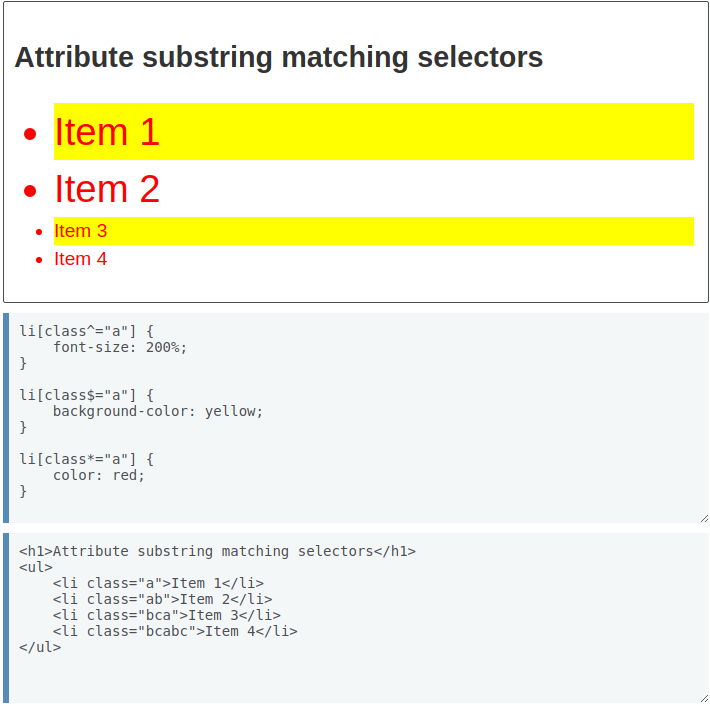 Attribute substring matching selectors
Item 1
Item 2
Item 3
Item 4
li[class^="a"] {
    font-size: 200%;
}

li[class$="a"] {
    background-color: yellow;
}

li[class*="a"] {
    color: red;
}

<h1>Attribute substring matching selectors</h1>
<ul>
    <li class="a">Item 1</li>
    <li class="ab">Item 2</li>
    <li class="bca">Item 3</li>
    <li class="bcabc">Item 4</li>
</ul>